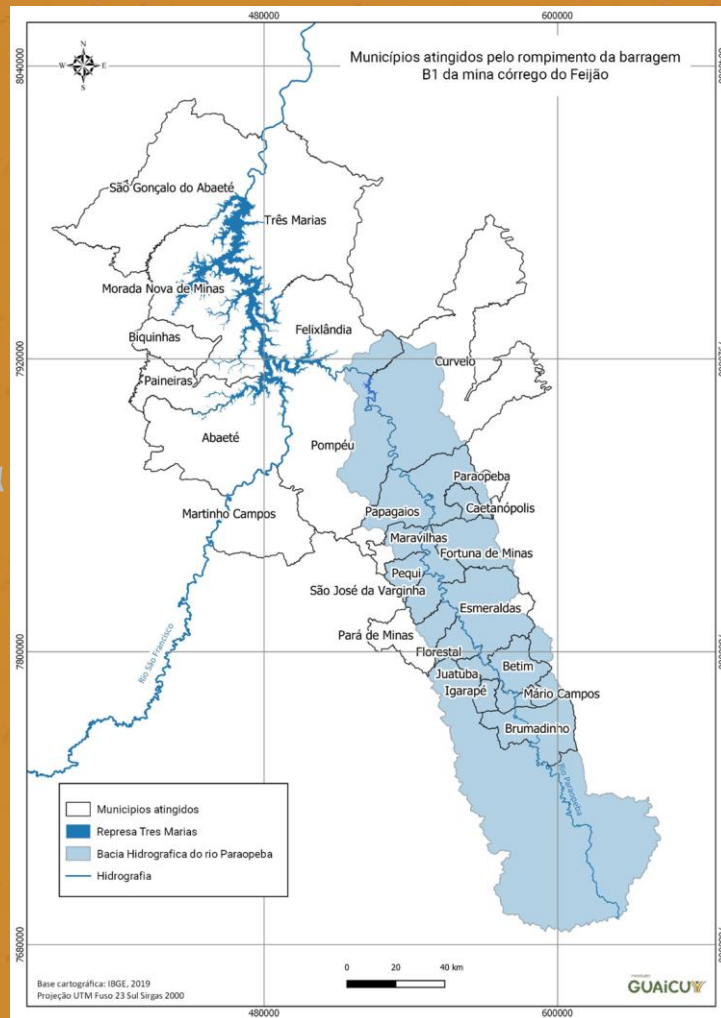 480000
600000
8040000
Municípios atingidos pelo rompimento da barragem
B1 da mina córrego do Feijão
N
W
E
S
São Gonçalo do Abaeté
Três Marias
Morada Nova de Minas
Felixlândia
Biquinhas
7920000
Curvelo
Paineiras
Abaeté
Pompéu
Paraopeba
Caetanópolis
Papagaios
Martinho Campos
Maravilhas
Fortuna de Minas
Pequi
São José da Varginha
Esmeraldas
Pará de Minas
Rio São Francisco
7800000
Florestal
Betim
Juatuba
Igarapé
Mário Campos
Brumadinho
Rio Paraopeba
Municipios atingidos
Represa Tres Marias
Bacia Hidrografica do rio Paraopeba
Hidrografia
7680000
0 20 40 km
Base cartográfica: IBGE, 2019
Projeção UTM Fuso 23 Sul Sirgas 2000
GUAiCUY
480000
600000